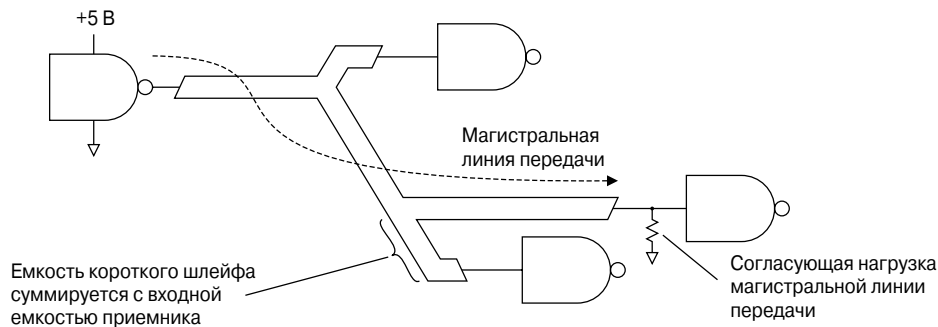 +5 В
Магистральная
линия передачи
Емкость короткого шлейфа
суммируется с входной
емкостью приемника
Согласующая нагрузка
магистральной линии
передачи